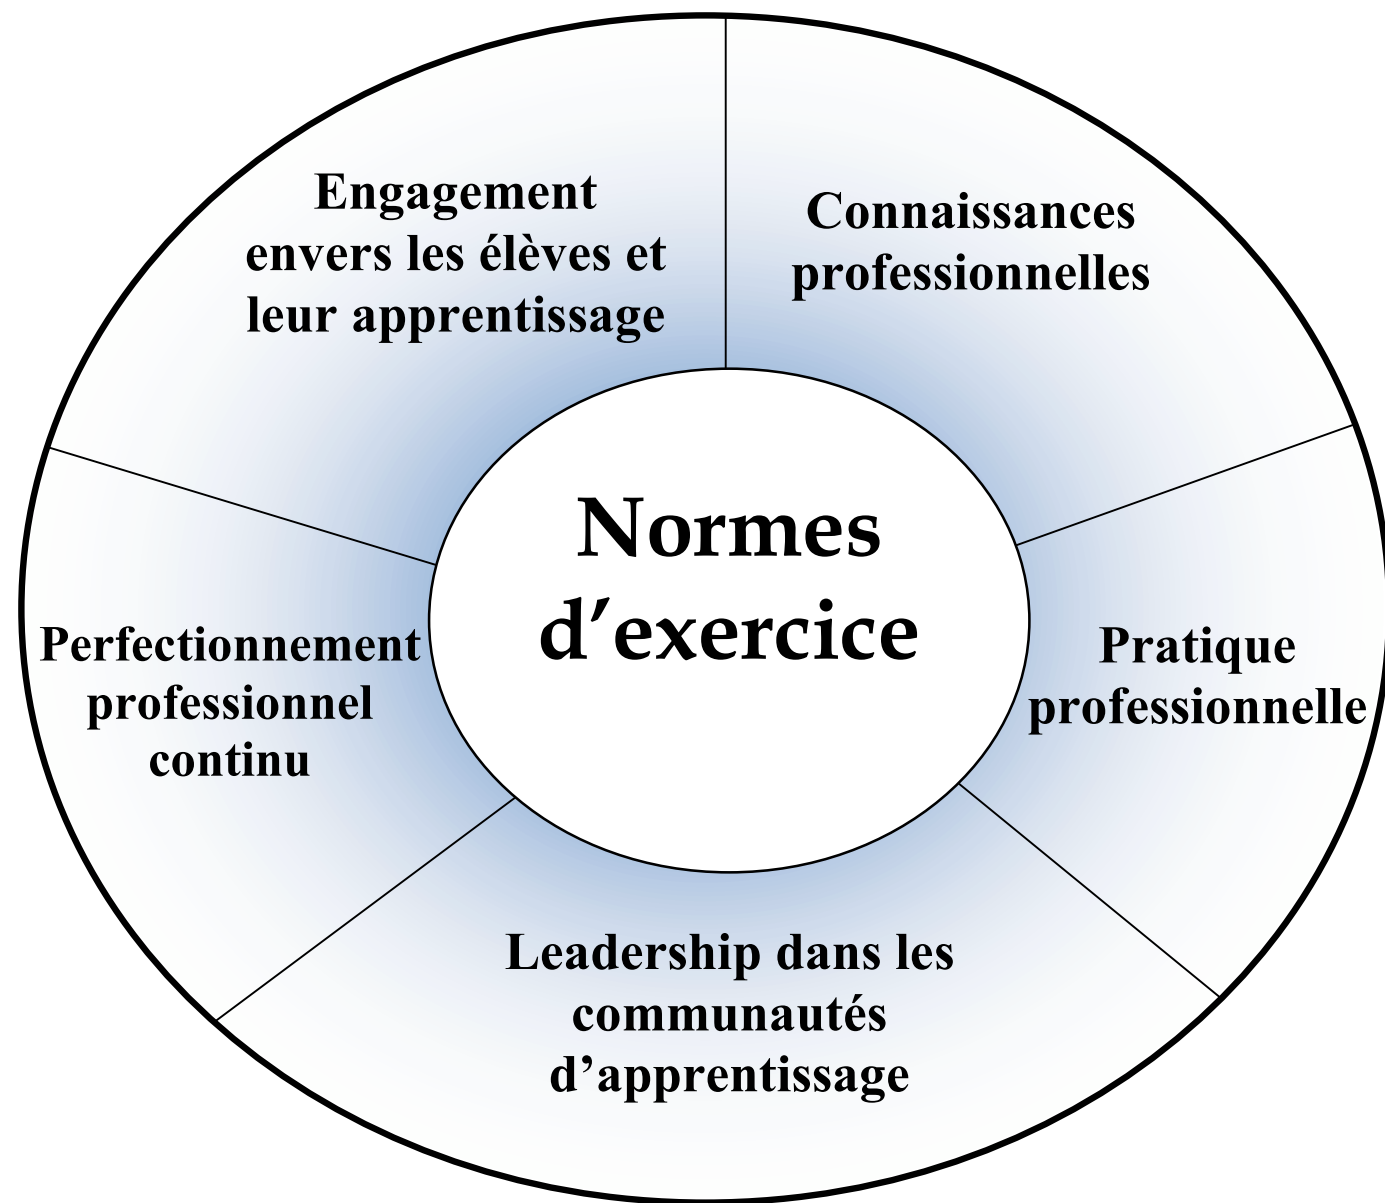 Engagement
envers les élèves et
leur apprentissage
Connaissances
professionnelles
Normes
d’exercice
Perfectionnement
professionnel
continu
Pratique
professionnelle
Leadership dans les
communautés
d’apprentissage